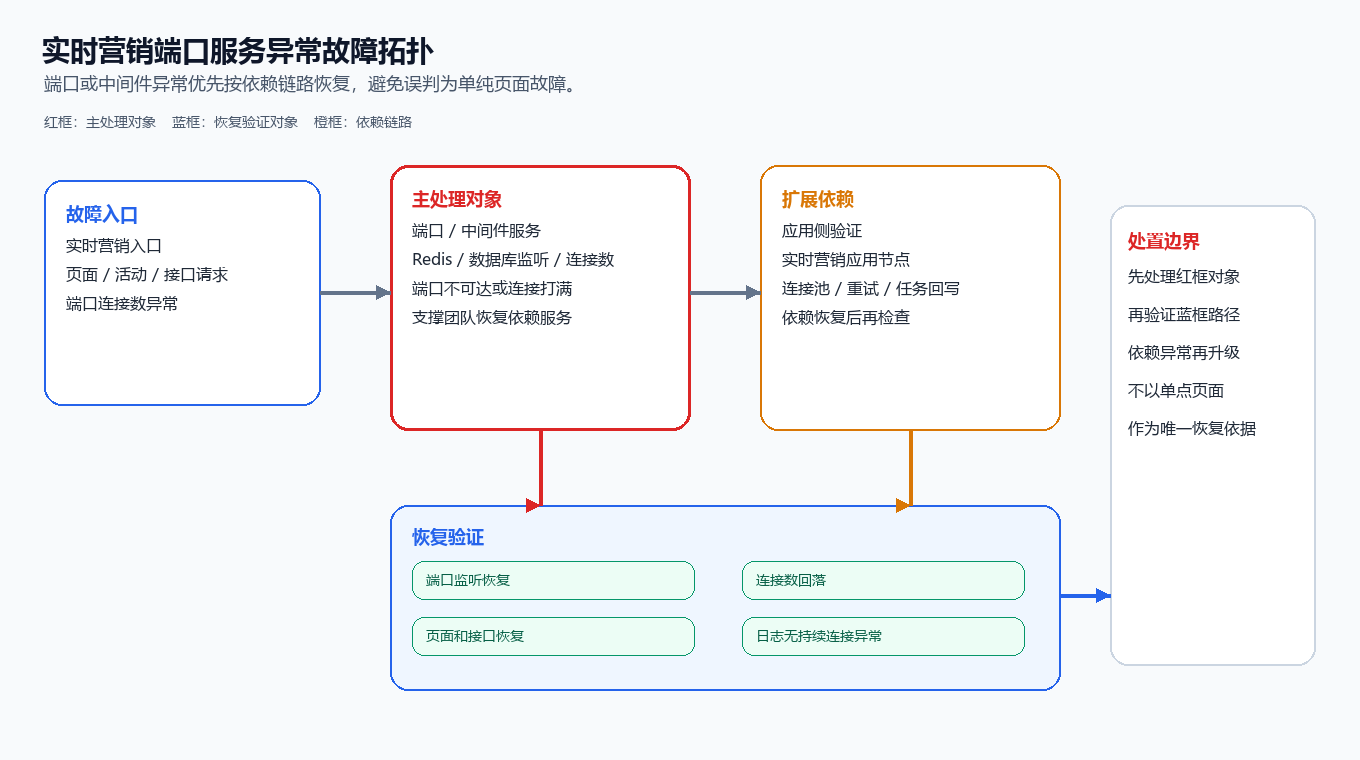 实时营销端口服务异常故障拓扑
端口或中间件异常优先按依赖链路恢复，避免误判为单纯页面故障。
红框：主处理对象 蓝框：恢复验证对象 橙框：依赖链路
故障入口
实时营销入口
页面 / 活动 / 接口请求
端口连接数异常
主处理对象
端口 / 中间件服务
Redis / 数据库监听 / 连接数
端口不可达或连接打满
支撑团队恢复依赖服务
扩展依赖
应用侧验证
实时营销应用节点
连接池 / 重试 / 任务回写
依赖恢复后再检查
处置边界
先处理红框对象
再验证蓝框路径
依赖异常再升级
不以单点页面
作为唯一恢复依据
恢复验证
端口监听恢复
连接数回落
页面和接口恢复
日志无持续连接异常